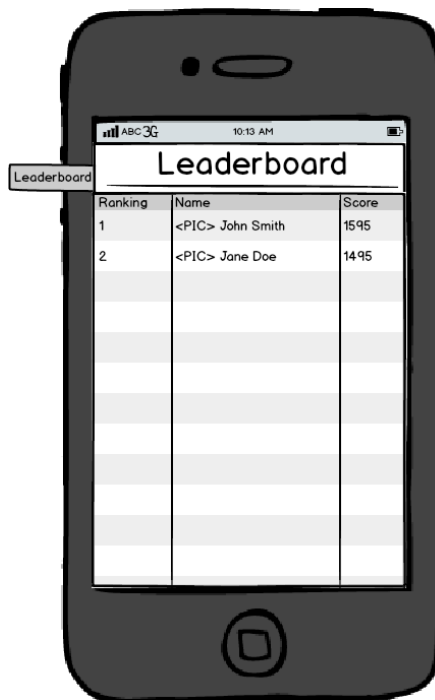 ABC 3G 10:13 AM
Leaderboard
Leaderboard
Ranking Name Score
1 <PIC> John Smith 1595
2 <PIC> Jane Doe 1495